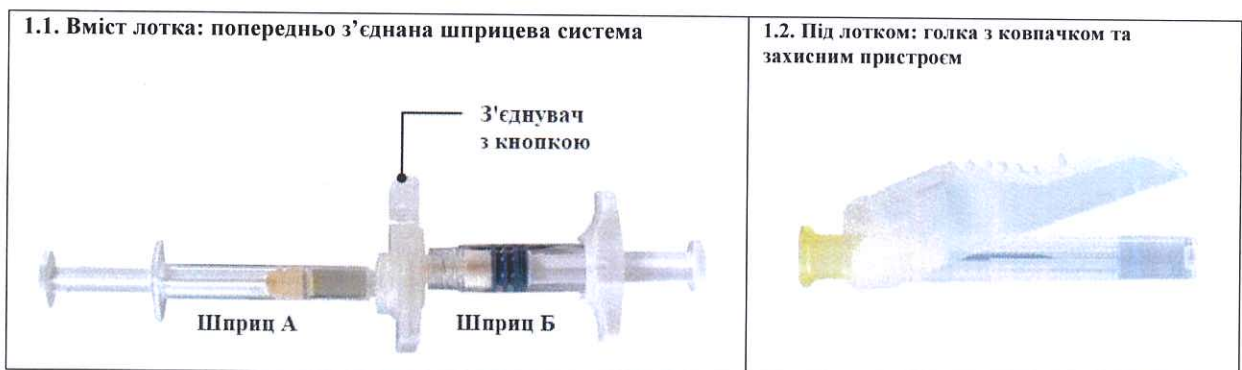 1.1. Вміст лотка: попередньо з’єднана шприцева система
З'єднувач
з кнопкою
Шприц А
Шприц Б
1.2. Під лотком: голка з ковпачком та
захисним пристроєм